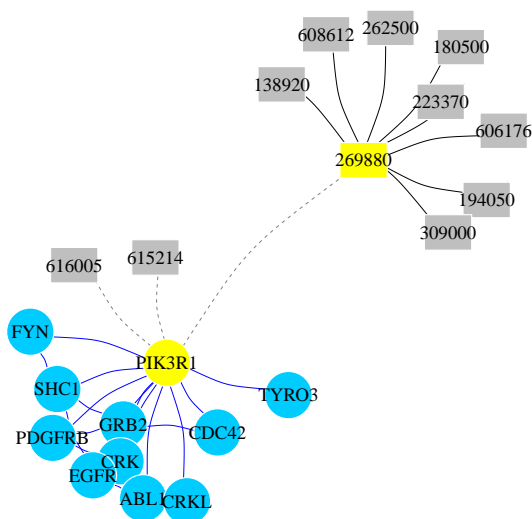 262500
608612
180500
138920
223370
606176
269880
194050
309000
615214
616005
FYN
PIK3R1
SHC1
TYRO3
GRB2
PDGFRB
CDC42
CRK
EGFR
ABL1
CRKL